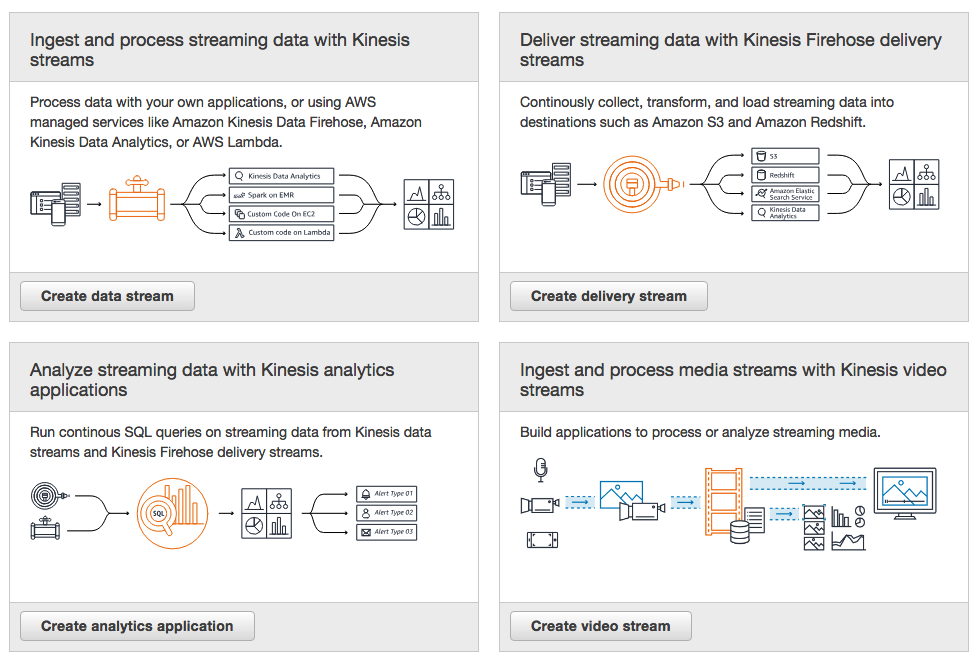 Ingest and process streaming data with Kinesis
streams
Process data with your own applications, or using AWS
managed services like Amazon Kinesis Data Firehose, Amazon
Kinesis Data Analytics, or AWS Lambda.
Kinesis Data Analytics
Spark on EMR
Custom Code On EC2
Custom code on Lambda
Create data stream
Deliver streaming data with Kinesis Firehose delivery
streams
Continously collect, transform, and load streaming data into
destinations such as Amazon S3 and Amazon Redshift.
S3
Redshift
Amazon Elastic
Search Service
Kinesis Data
Analytics
Create delivery stream
Analyze streaming data with Kinesis analytics
applications
Run continous SQL queries on streaming data from Kinesis data
streams and Kinesis Firehose delivery streams.
SQL
Alert Type 01
Alert Type 02
Alert Type 03
Create analytics application
Ingest and process media streams with Kinesis video
streams
Build applications to process or analyze streaming media.
Create video stream